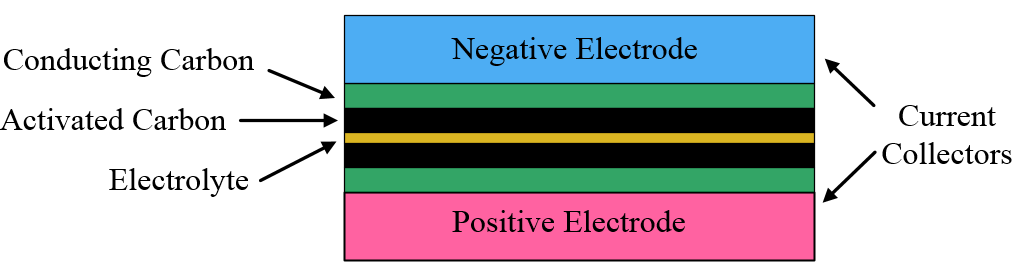 Negative Electrode
Conducting Carbon
Activated Carbon
Electrolyte
Current
Collectors
Positive Electrode